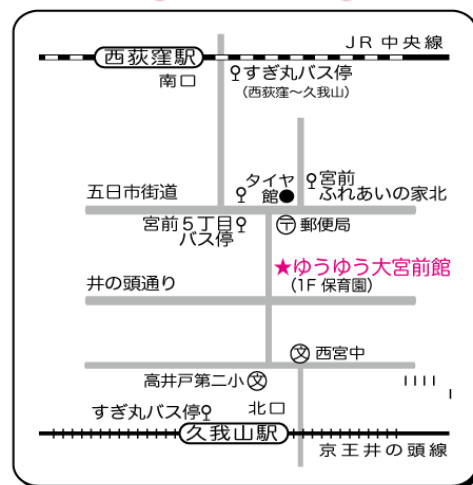 JR中央線
西荻窪駅
南口
すぎ丸バス停
(西荻窪～久我山)
タイヤ館
宮前ふれあいの家北
五日市街道
宮前5丁目バス停
〒郵便局
★ゆうゆう大宮前館
(1F 保育園)
井の頭通り
文 西宮中
高井戸第二小 文
すぎ丸バス停
北口
久我山駅
京王井の頭線